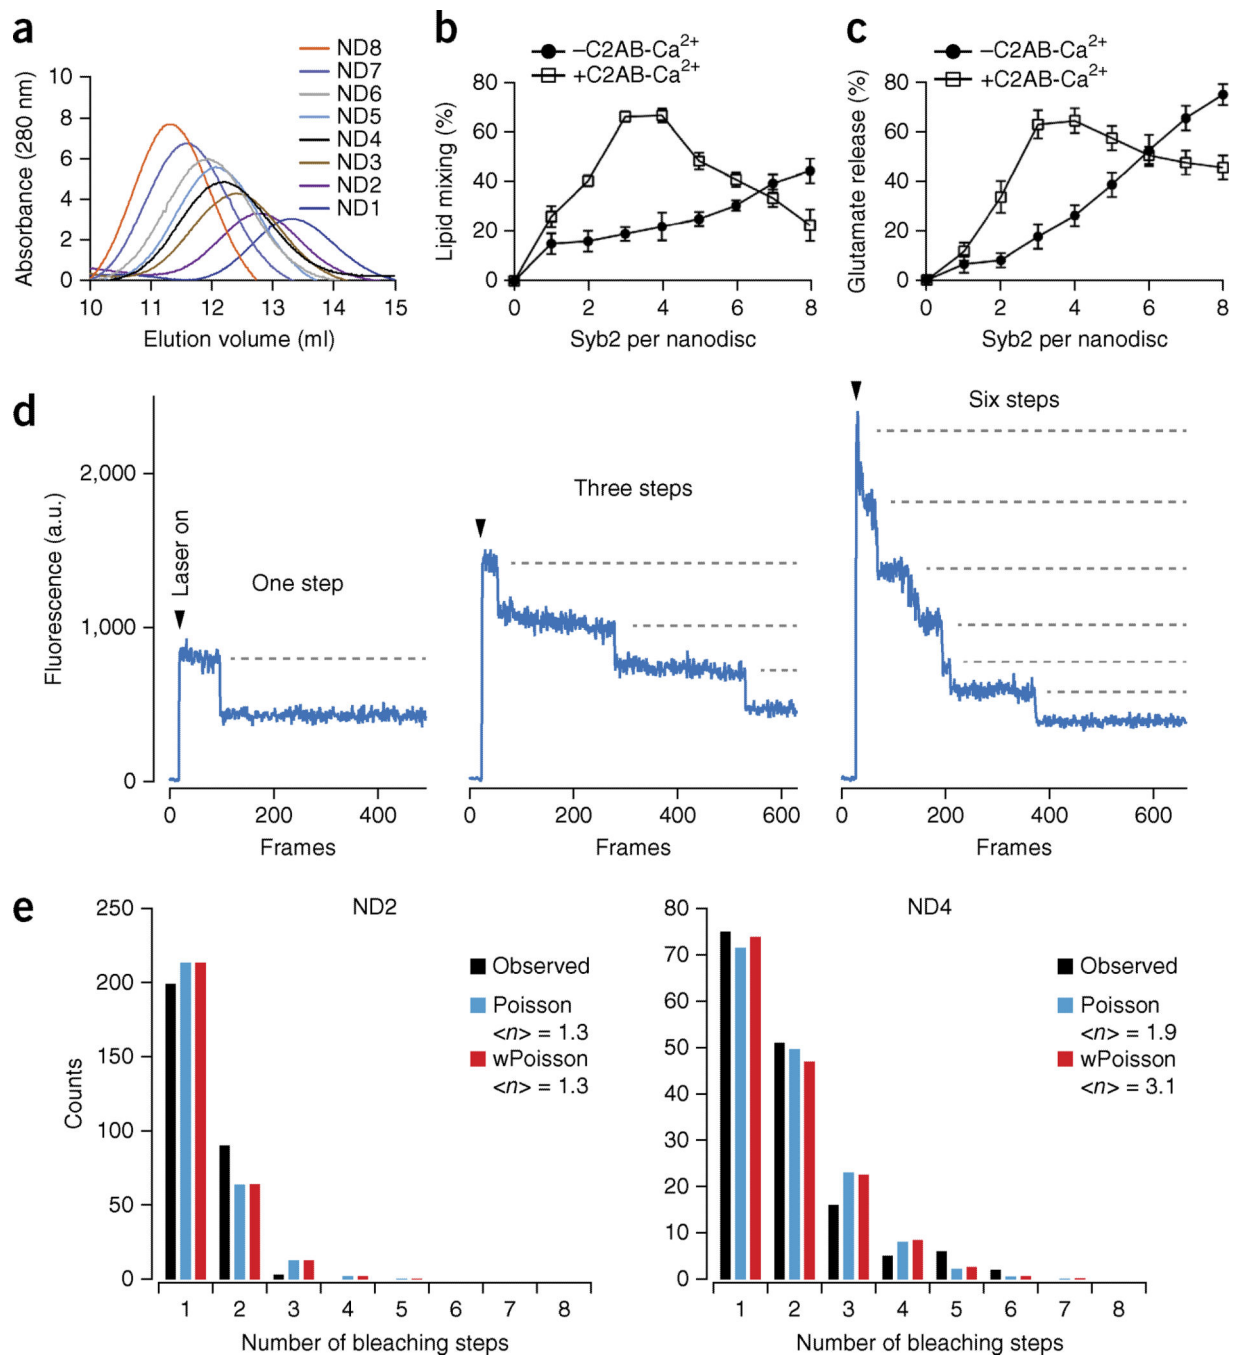 a
ND8
ND7
ND6
ND5
ND4
ND3
ND2
ND1
Absorbance (280 nm)
10
8
6
4
2
0
10 11 12 13 14 15
Elution volume (ml)
b
–C2AB-Ca²⁺
+C2AB-Ca²⁺
Lipid mixing (%)
80
60
40
20
0
0 2 4 6 8
Syb2 per nanodisc
c
–C2AB-Ca²⁺
+C2AB-Ca²⁺
Glutamate release (%)
80
60
40
20
0
0 2 4 6 8
Syb2 per nanodisc
d
Fluorescence (a.u.)
2,000
1,000
0
Laser on
One step
0 200 400
Frames
Three steps
0 200 400 600
Frames
Six steps
0 200 400 600
Frames
e
ND2
Counts
250
200
150
100
50
0
Observed
Poisson
<n> = 1.3
wPoisson
<n> = 1.3
1 2 3 4 5 6 7 8
Number of bleaching steps
ND4
80
70
60
50
40
30
20
10
0
Observed
Poisson
<n> = 1.9
wPoisson
<n> = 3.1
1 2 3 4 5 6 7 8
Number of bleaching steps